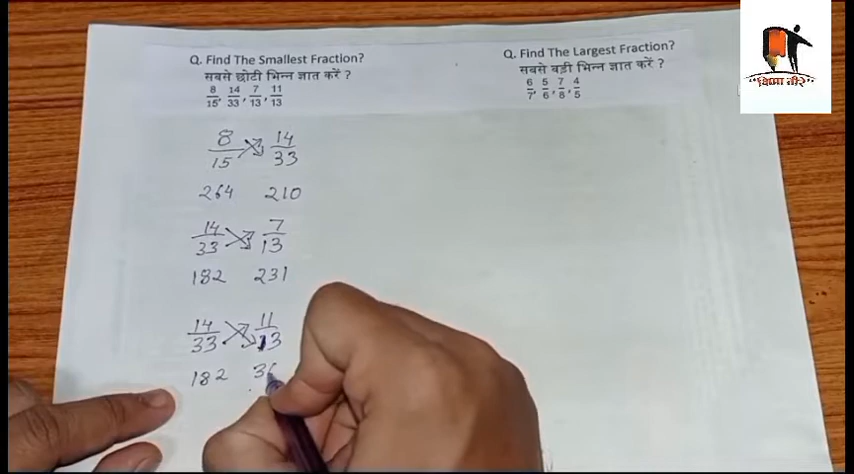 Q. Find The Smallest Fraction?
सबसे छोटी भिन्न ज्ञात करें ?
8/15, 14/33, 7/13, 11/13
8/15 14/33
264 210
14/33 7/13
182 231
14/33 11/13
182
Q. Find The Largest Fraction?
सबसे बड़ी भिन्न ज्ञात करें ?
6/7, 5/6, 7/8, 4/5